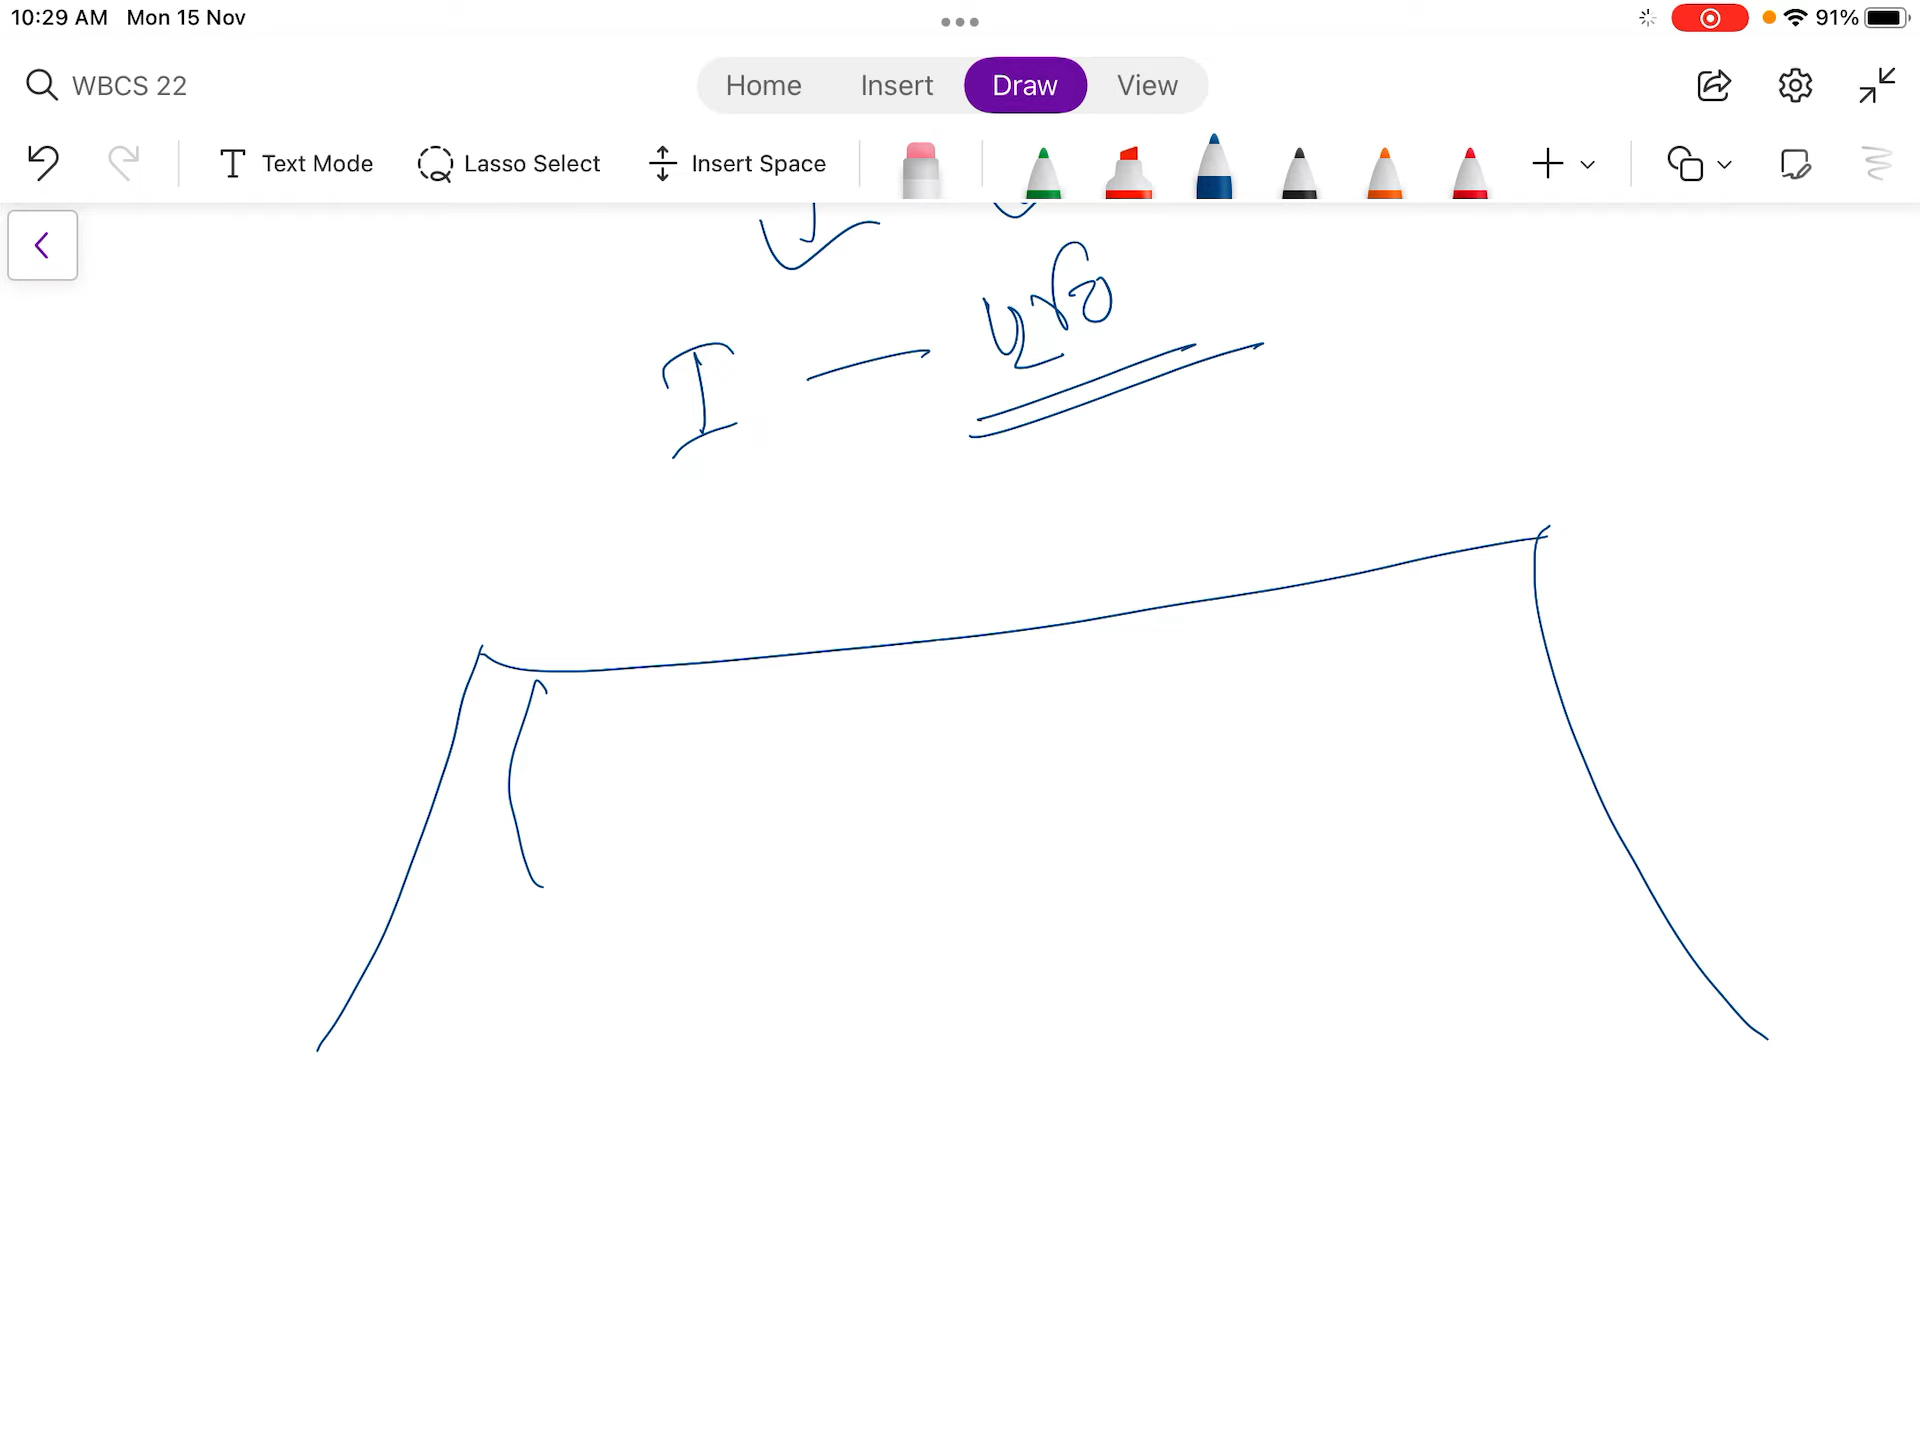 10:29 AM Mon 15 Nov
91%
WBCS 22
Home Insert Draw View
Text Mode Lasso Select Insert Space
I —